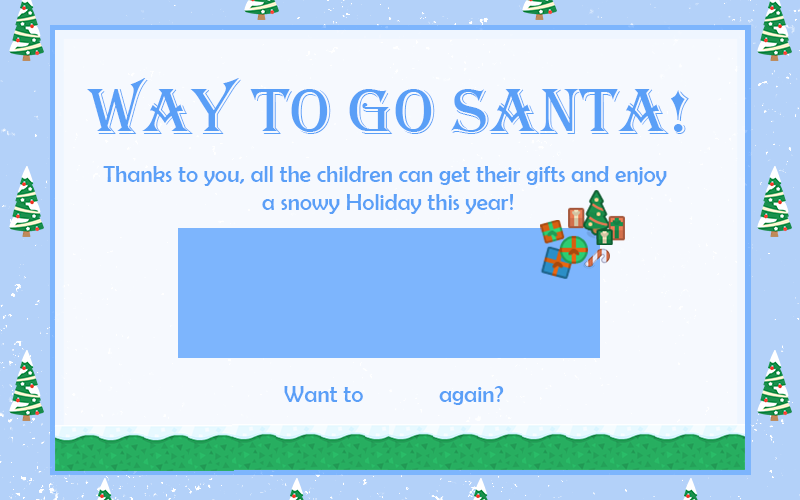 WAY TO GO SANTA!
Thanks to you, all the children can get their gifts and enjoy
a snowy Holiday this year!
Want to again?